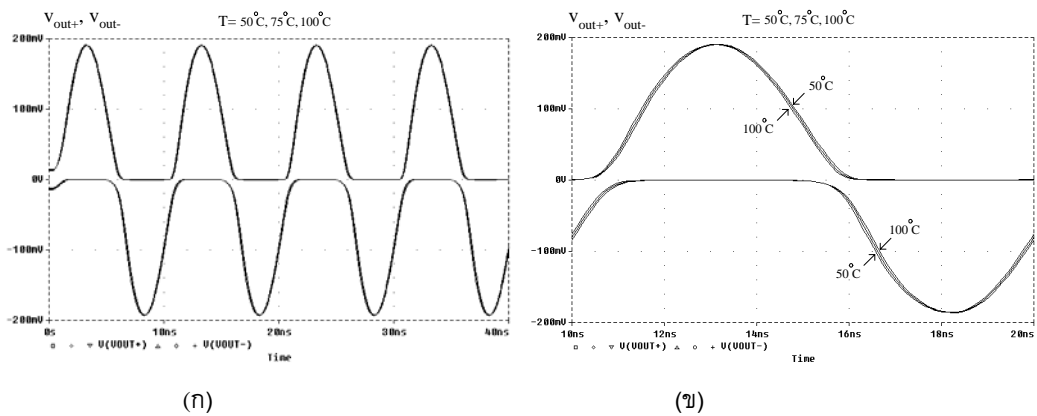 Vout+, Vout-
T= 50°C, 75°C, 100°C
200mV
100mV
0V
-100mV
-200mV
0s 10ns 20ns 30ns 40ns
V(VOUT+) V(VOUT-)
Time
(ก)
Vout+, Vout-
T= 50°C, 75°C, 100°C
200mV
100mV
0V
-100mV
-200mV
50°C
100°C
100°C
50°C
10ns 12ns 14ns 16ns 18ns 20ns
V(VOUT+) V(VOUT-)
Time
(ข)